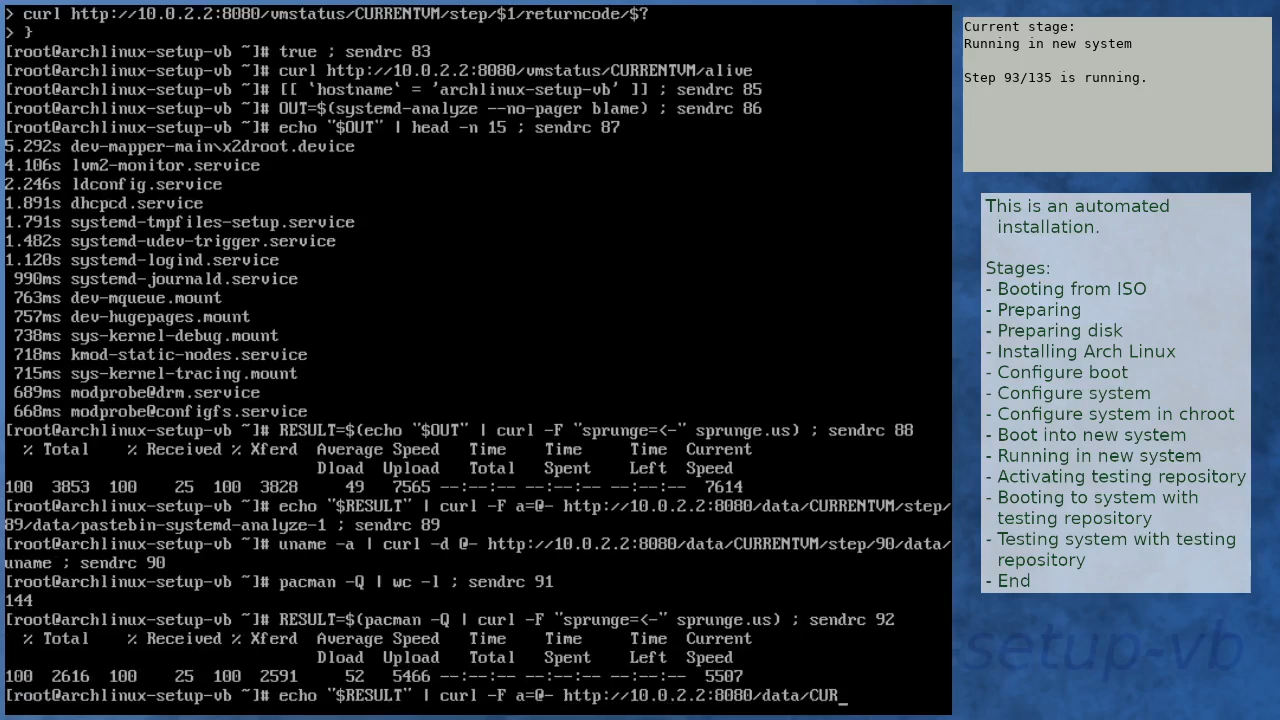 > curl http://10.0.2.2:8080/vmstatus/CURRENTVM/step/$1/returncode/$?
> }
[root@archlinux-setup-vb ~]# true ; sendrc 83
[root@archlinux-setup-vb ~]# curl http://10.0.2.2:8080/vmstatus/CURRENTVM/alive
[root@archlinux-setup-vb ~]# [[ `hostname` = 'archlinux-setup-vb' ]] ; sendrc 85
[root@archlinux-setup-vb ~]# OUT=$(systemd-analyze --no-pager blame) ; sendrc 86
[root@archlinux-setup-vb ~]# echo "$OUT" | head -n 15 ; sendrc 87
5.292s dev-mapper-main\x2droot.device
4.106s lvm2-monitor.service
2.246s ldconfig.service
1.891s dhcpcd.service
1.791s systemd-tmpfiles-setup.service
1.482s systemd-udev-trigger.service
1.120s systemd-logind.service
 990ms systemd-journald.service
 763ms dev-mqueue.mount
 757ms dev-hugepages.mount
 738ms sys-kernel-debug.mount
 718ms kmod-static-nodes.service
 715ms sys-kernel-tracing.mount
 689ms modprobe@drm.service
 668ms modprobe@configfs.service
[root@archlinux-setup-vb ~]# RESULT=$(echo "$OUT" | curl -F "sprunge=<-" sprunge.us) ; sendrc 88
  % Total    % Received % Xferd  Average Speed   Time    Time     Time  Current
                                 Dload  Upload   Total   Spent    Left  Speed
100  3853  100    25  100  3828     49   7565 --:--:-- --:--:-- --:--:--  7614
[root@archlinux-setup-vb ~]# echo "$RESULT" | curl -F a=@- http://10.0.2.2:8080/data/CURRENTVM/step/
89/data/pastebin-systemd-analyze-1 ; sendrc 89
[root@archlinux-setup-vb ~]# uname -a | curl -d @- http://10.0.2.2:8080/data/CURRENTVM/step/90/data/
uname ; sendrc 90
[root@archlinux-setup-vb ~]# pacman -Q | wc -l ; sendrc 91
144
[root@archlinux-setup-vb ~]# RESULT=$(pacman -Q | curl -F "sprunge=<-" sprunge.us) ; sendrc 92
  % Total    % Received % Xferd  Average Speed   Time    Time     Time  Current
                                 Dload  Upload   Total   Spent    Left  Speed
100  2616  100    25  100  2591     52   5466 --:--:-- --:--:-- --:--:--  5507
[root@archlinux-setup-vb ~]# echo "$RESULT" | curl -F a=@- http://10.0.2.2:8080/data/CUR_
Current stage:
Running in new system
Step 93/135 is running.
This is an automated
installation.
Stages:
- Booting from ISO
- Preparing
- Preparing disk
- Installing Arch Linux
- Configure boot
- Configure system
- Configure system in chroot
- Boot into new system
- Running in new system
- Activating testing repository
- Booting to system with
testing repository
- Testing system with testing
repository
- End
-setup-vb